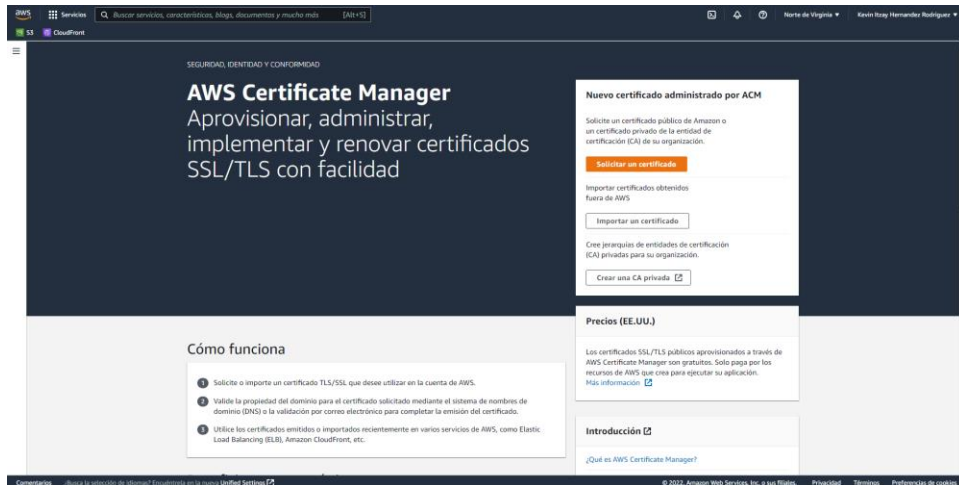 aws
Servicios
Buscar servicios, características, blogs, documentos y mucho más
[Alt+S]
Norte de Virginia
Kevin Itzay Hernandez Rodriguez
S3
CloudFront
SEGURIDAD, IDENTIDAD Y CONFORMIDAD
AWS Certificate Manager
Aprovisionar, administrar,
implementar y renovar certificados
SSL/TLS con facilidad
Nuevo certificado administrado por ACM
Solicite un certificado público de Amazon o
un certificado privado de la entidad de
certificación (CA) de su organización.
Solicitar un certificado
Importar certificados obtenidos
fuera de AWS
Importar un certificado
Cree jerarquías de entidades de certificación
(CA) privadas para su organización.
Crear una CA privada
Precios (EE.UU.)
Los certificados SSL/TLS públicos aprovisionados a través de
AWS Certificate Manager son gratuitos. Solo paga por los
recursos de AWS que crea para ejecutar su aplicación.
Más información
Cómo funciona
1 Solicite o importe un certificado TLS/SSL que desee utilizar en la cuenta de AWS.
2 Valide la propiedad del dominio para el certificado solicitado mediante el sistema de nombres de
dominio (DNS) o la validación por correo electrónico para completar la emisión del certificado.
3 Utilice los certificados emitidos o importados recientemente en varios servicios de AWS, como Elastic
Load Balancing (ELB), Amazon CloudFront, etc.
Introducción
¿Qué es AWS Certificate Manager?
Comentarios
¿Busca la selección de idiomas? Encuéntrela en la nueva Unified Settings
© 2022, Amazon Web Services, Inc. o sus filiales.
Privacidad
Términos
Preferencias de cookies